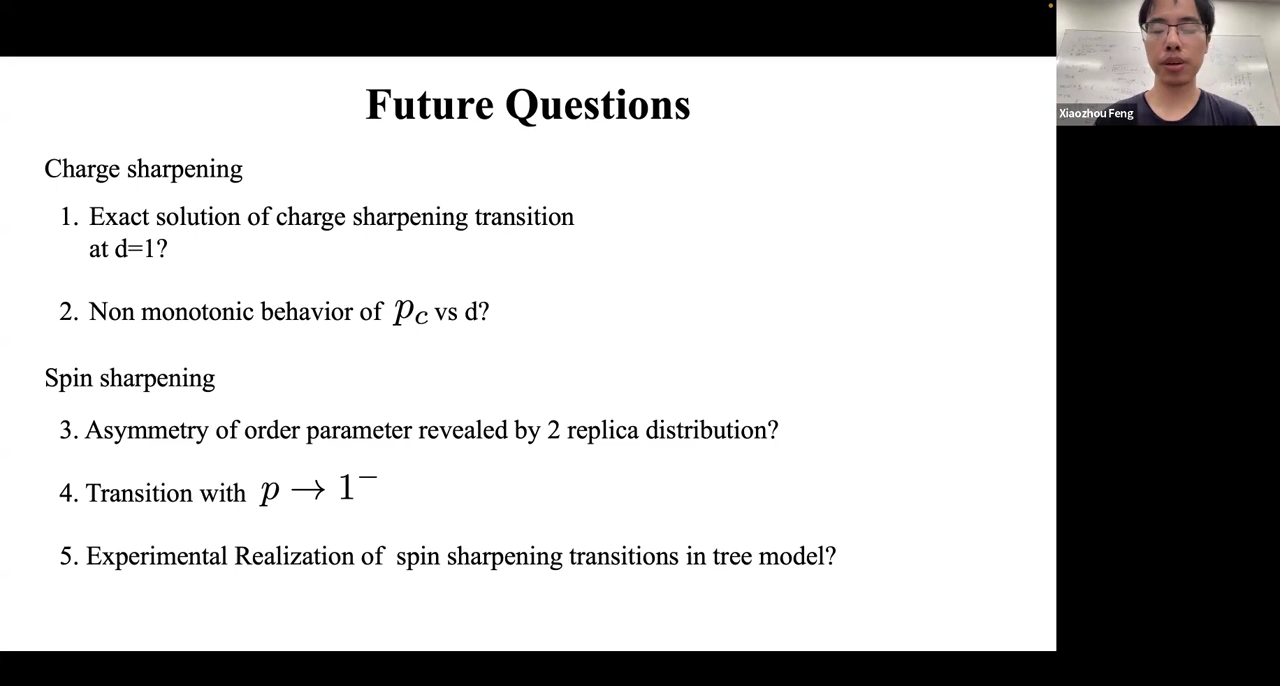 Future Questions
Xiaozhou Feng
Charge sharpening
1. Exact solution of charge sharpening transition
at d=1?
2. Non monotonic behavior of p_c vs d?
Spin sharpening
3. Asymmetry of order parameter revealed by 2 replica distribution?
4. Transition with p → 1⁻
5. Experimental Realization of spin sharpening transitions in tree model?